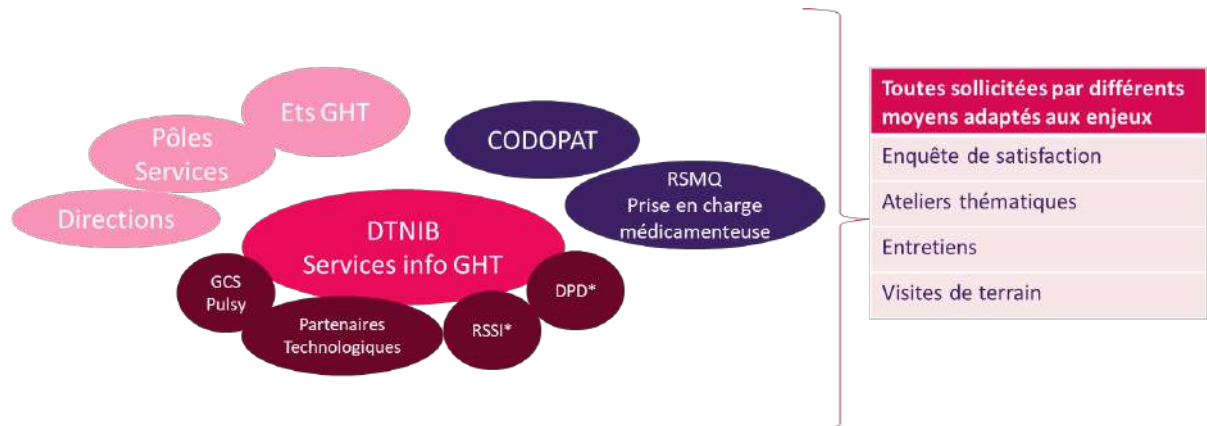 Ets GHT
Pôles
Services
Directions
CODOPAT
RSMQ
Prise en charge
médicamenteuse
DTNIB
Services info GHT
GCS
Pulsy
Partenaires
Technologiques
RSSI*
DPD*
Toutes sollicitées par différents
moyens adaptés aux enjeux
Enquête de satisfaction
Ateliers thématiques
Entretiens
Visites de terrain